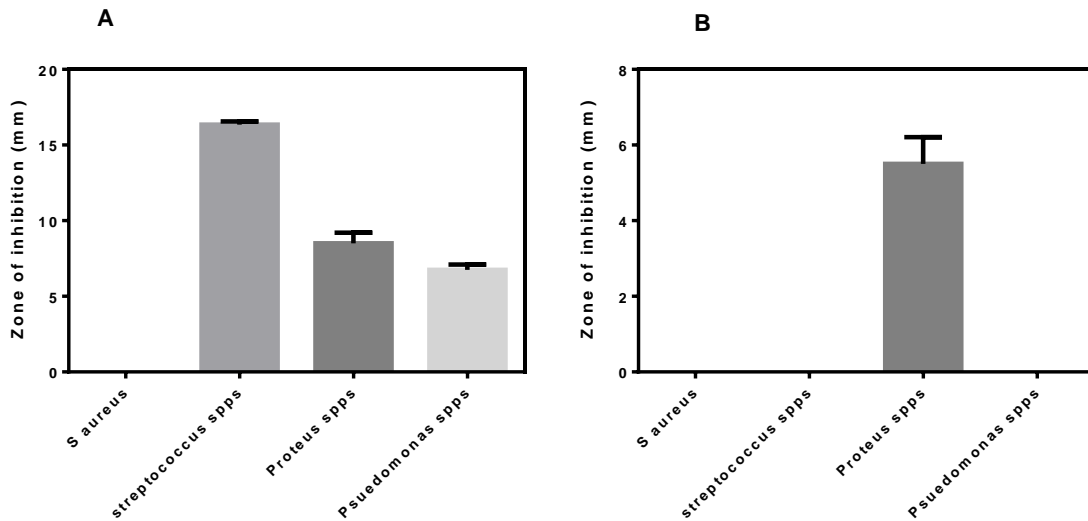 A
Zone of inhibition (mm)
20
15
10
5
0
S aureus
streptococcus spps
Proteus spps
Psuedomonas spps
B
Zone of inhibition (mm)
8
6
4
2
0
S aureus
streptococcus spps
Proteus spps
Psuedomonas spps